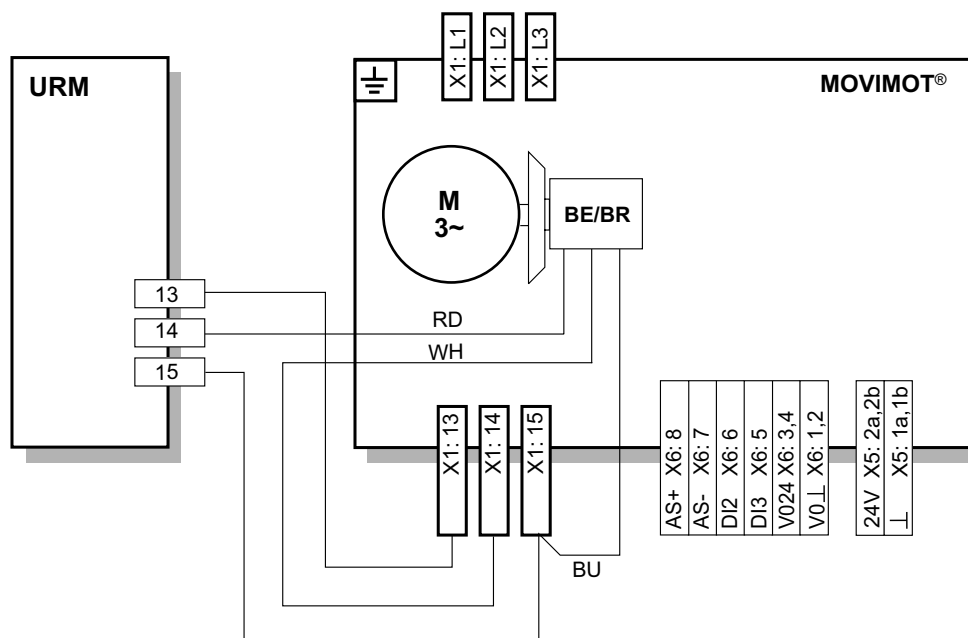 X1: L1
X1: L2
X1: L3
URM
MOVIMOT®
M
3~
BE/BR
13
14
15
RD
WH
X1: 13
X1: 14
X1: 15
AS+ X6: 8
AS- X6: 7
DI2 X6: 6
DI3 X6: 5
V024 X6: 3,4
V0⊥ X6: 1,2
24V X5: 2a,2b
⊥ X5: 1a,1b
BU